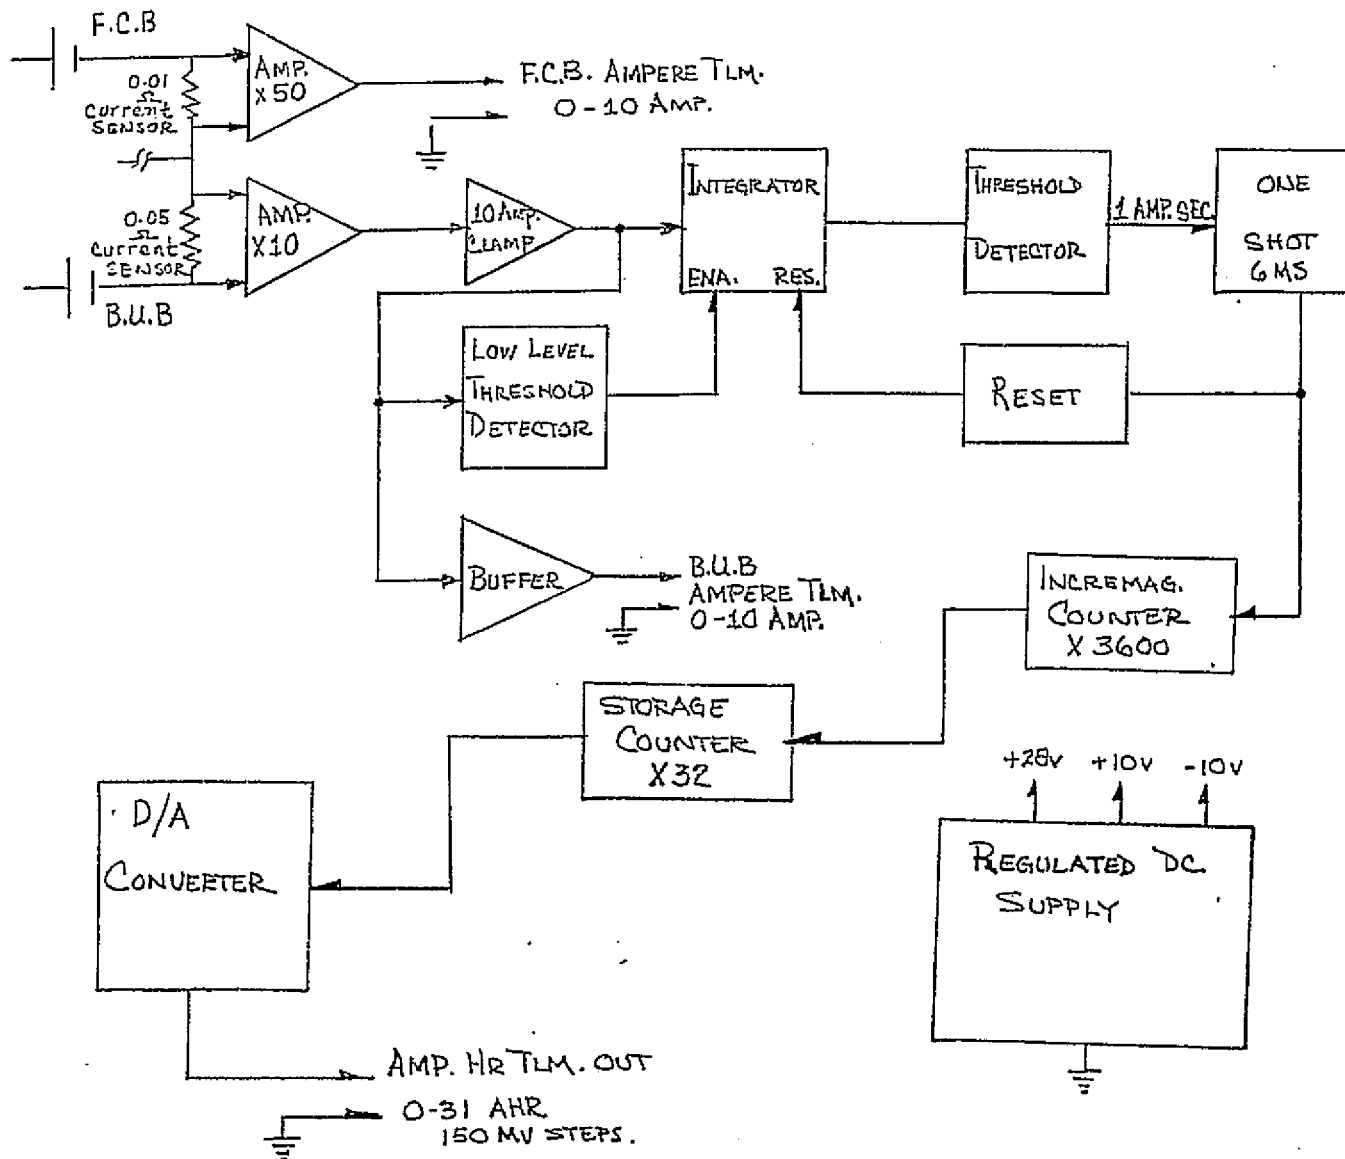 F.C.B
0.01
Ω
CURRENT
SENSOR
AMP.
X50
F.C.B. AMPERE TLM.
0-10 AMP.
0.05
Ω
CURRENT
SENSOR
B.U.B
AMP.
X10
10 AMP.
CLAMP
INTEGRATOR
ENA. RES.
THRESHOLD
DETECTOR
1 AMP. SEC
ONE
SHOT
6 MS
LOW LEVEL
THRESHOLD
DETECTOR
RESET
BUFFER
B.U.B
AMPERE TLM.
0-10 AMP.
INCREMAG.
COUNTER
X 3600
STORAGE
COUNTER
X32
D/A
CONVERTER
+28V +10V -10V
REGULATED DC.
SUPPLY
AMP. HR TLM. OUT
0-31 AHR
150 MV STEPS.